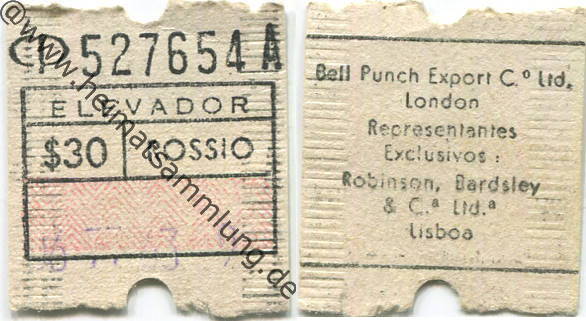 CP 527654 A
ELEVADOR
$30 ROSSIO
Bell Punch Export C.º Ltd.
London
Representantes
Exclusivos :
Robinson, Bardsley
& C.ª Ltd.ª
Lisboa
@www.heimatsammlung.de